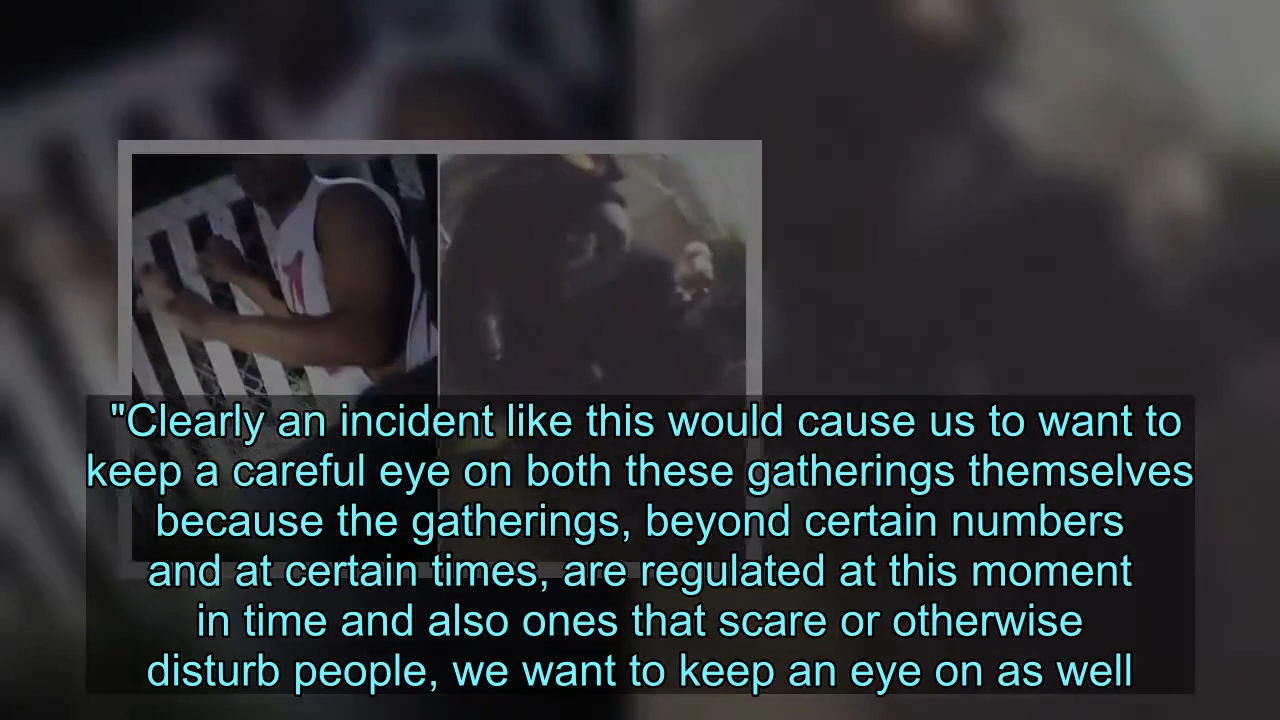 "Clearly an incident like this would cause us to want to
keep a careful eye on both these gatherings themselves
because the gatherings, beyond certain numbers
and at certain times, are regulated at this moment
in time and also ones that scare or otherwise
disturb people, we want to keep an eye on as well